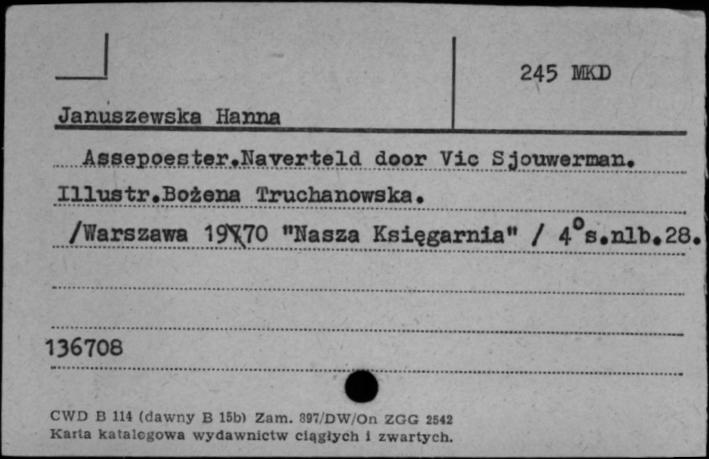 245 MKD
Januszewska Hanna
Assepoester.Naverteld door Vic Sjouwerman.
Illustr.Bożena Truchanowska.
/Warszawa 1970 "Nasza Księgarnia" / 4°s.nlb.28.
136708
CWD B 114 (dawny B 15b) Zam. 897/DW/On ZGG 2542
Karta katalogowa wydawnictw ciągłych i zwartych.